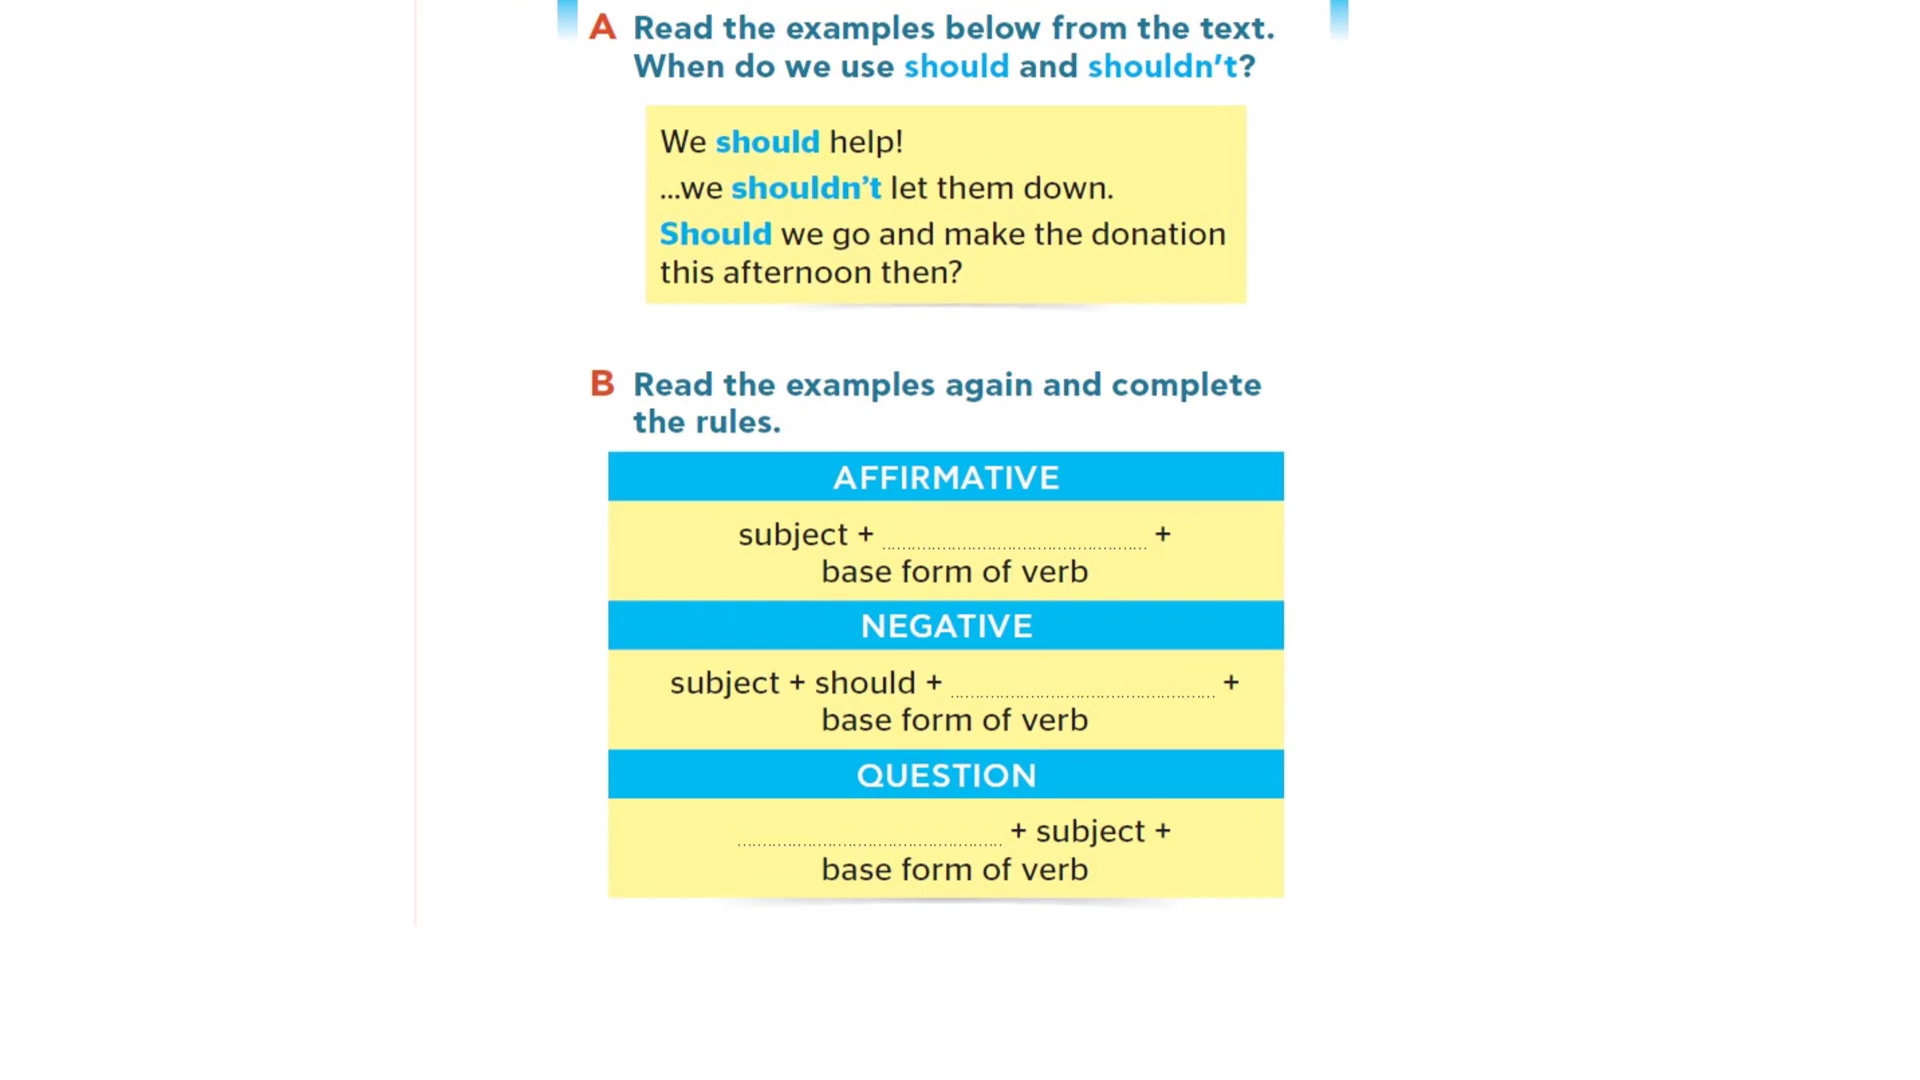 A Read the examples below from the text.
When do we use should and shouldn't?
We should help!
...we shouldn't let them down.
Should we go and make the donation
this afternoon then?
B Read the examples again and complete
the rules.
AFFIRMATIVE
subject + ........................ +
base form of verb
NEGATIVE
subject + should + ........................ +
base form of verb
QUESTION
........................ + subject +
base form of verb